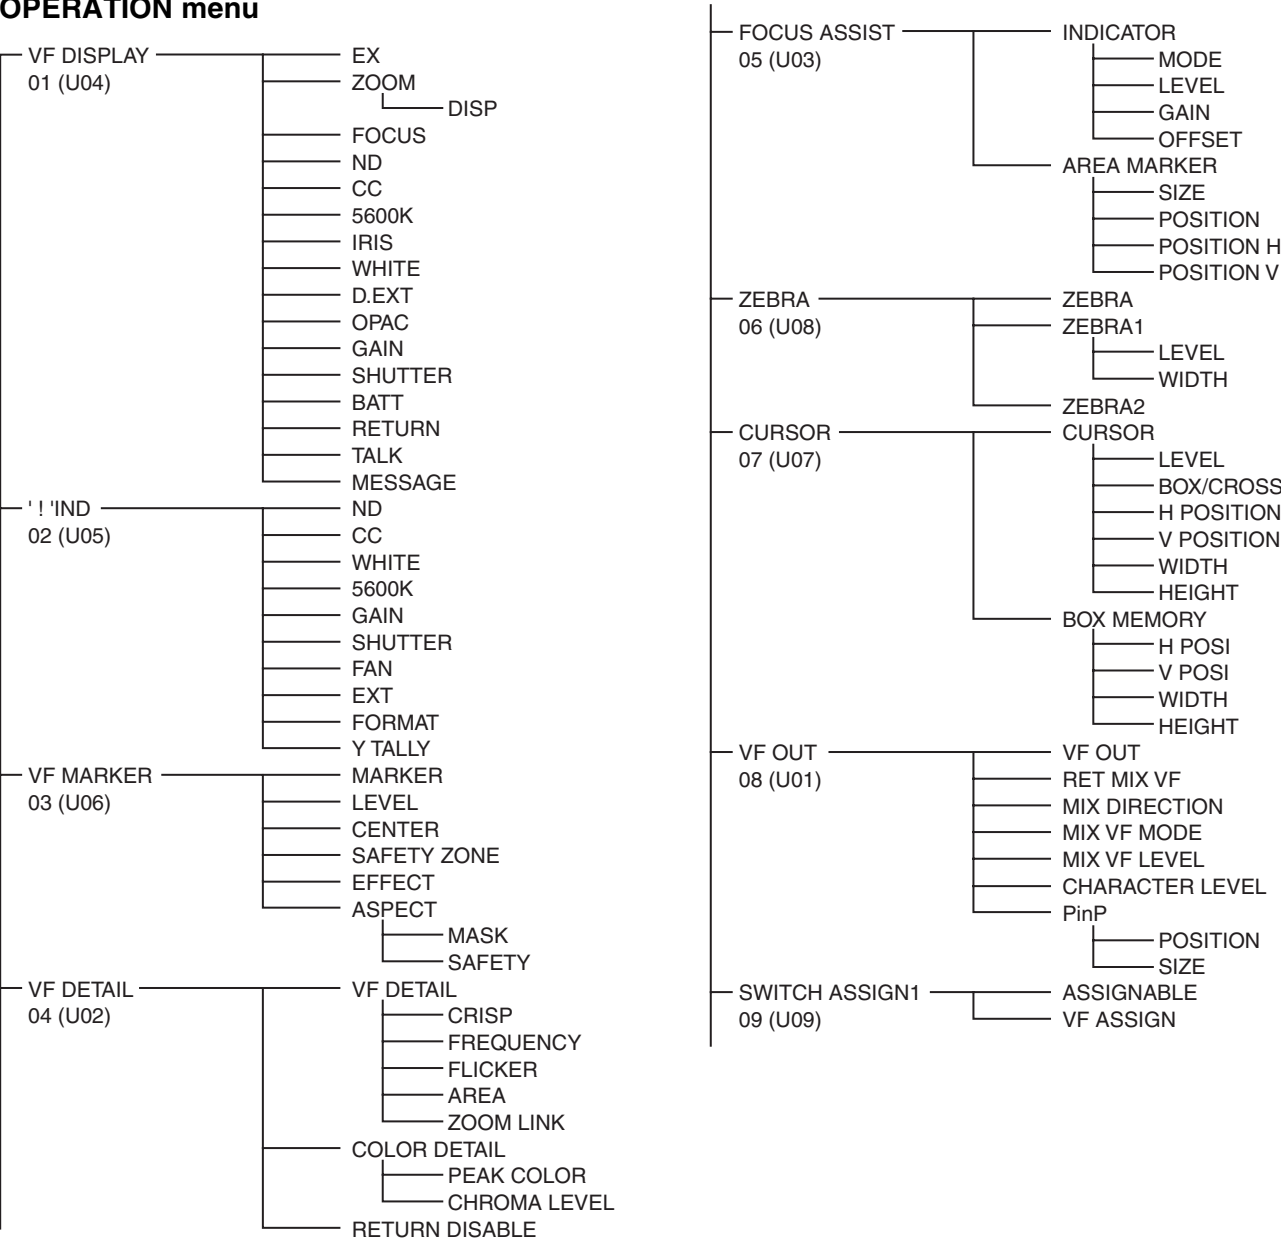 OPERATION menu
VF DISPLAY
01 (U04)
EX
ZOOM
DISP
FOCUS
ND
CC
5600K
IRIS
WHITE
D.EXT
OPAC
GAIN
SHUTTER
BATT
RETURN
TALK
MESSAGE
' ! 'IND
02 (U05)
ND
CC
WHITE
5600K
GAIN
SHUTTER
FAN
EXT
FORMAT
Y TALLY
VF MARKER
03 (U06)
MARKER
LEVEL
CENTER
SAFETY ZONE
EFFECT
ASPECT
MASK
SAFETY
VF DETAIL
04 (U02)
VF DETAIL
CRISP
FREQUENCY
FLICKER
AREA
ZOOM LINK
COLOR DETAIL
PEAK COLOR
CHROMA LEVEL
RETURN DISABLE
FOCUS ASSIST
05 (U03)
INDICATOR
MODE
LEVEL
GAIN
OFFSET
AREA MARKER
SIZE
POSITION
POSITION H
POSITION V
ZEBRA
06 (U08)
ZEBRA
ZEBRA1
LEVEL
WIDTH
ZEBRA2
CURSOR
07 (U07)
CURSOR
LEVEL
BOX/CROSS
H POSITION
V POSITION
WIDTH
HEIGHT
BOX MEMORY
H POSI
V POSI
WIDTH
HEIGHT
VF OUT
08 (U01)
VF OUT
RET MIX VF
MIX DIRECTION
MIX VF MODE
MIX VF LEVEL
CHARACTER LEVEL
PinP
POSITION
SIZE
SWITCH ASSIGN1
09 (U09)
ASSIGNABLE
VF ASSIGN